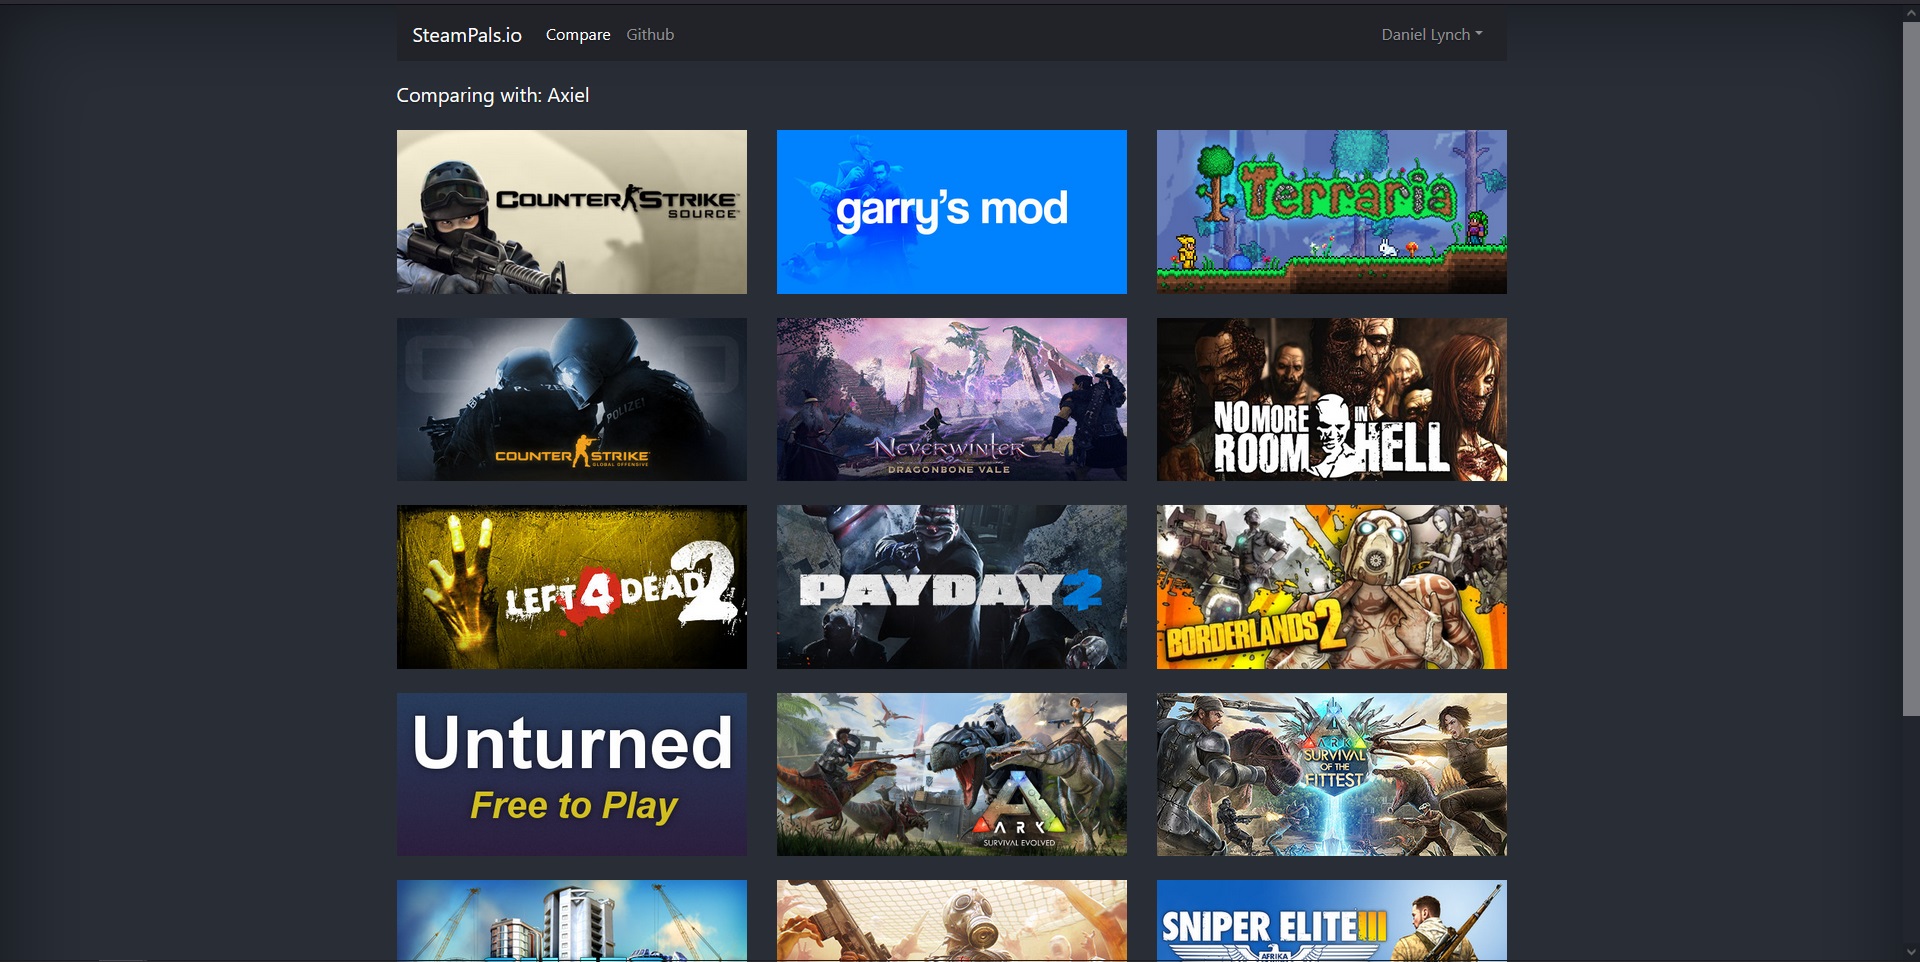 SteamPals.io Compare Github Daniel Lynch
Comparing with: Axiel
COUNTER STRIKE
SOURCE
garry's mod
Terraria
POLIZEI
COUNTER STRIKE
GLOBAL OFFENSIVE
NEVERWINTER
DRAGONBONE VALE
NO MORE
ROOM IN
HELL
LEFT 4 DEAD 2
PAYDAY 2
BORDERLANDS 2
Unturned
Free to Play
ARK
SURVIVAL EVOLVED
ARK
SURVIVAL
OF THE
FITTEST
SNIPER ELITE III
AFRIKA